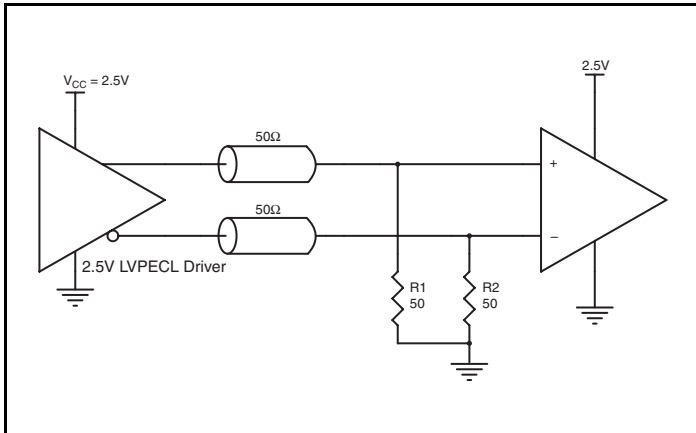 V_CC = 2.5V
2.5V
50Ω
+
50Ω
−
2.5V LVPECL Driver
R1
50
R2
50